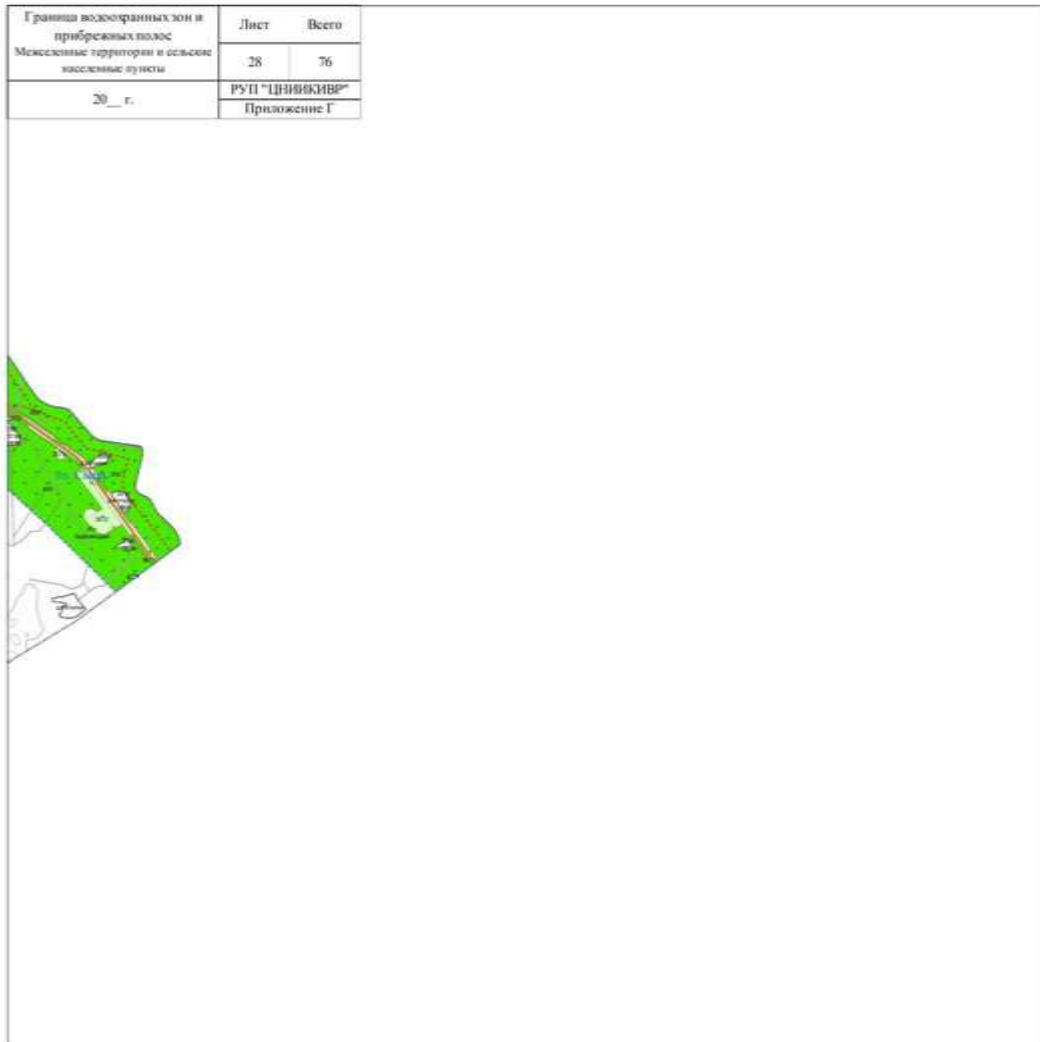 Граница водоохранных зон и
прибрежных полос
Межселенные территории и сельские
населенные пункты
Лист Всего
28 76
20__ г.
РУП "ЦНИИКИВР"
Приложение Г